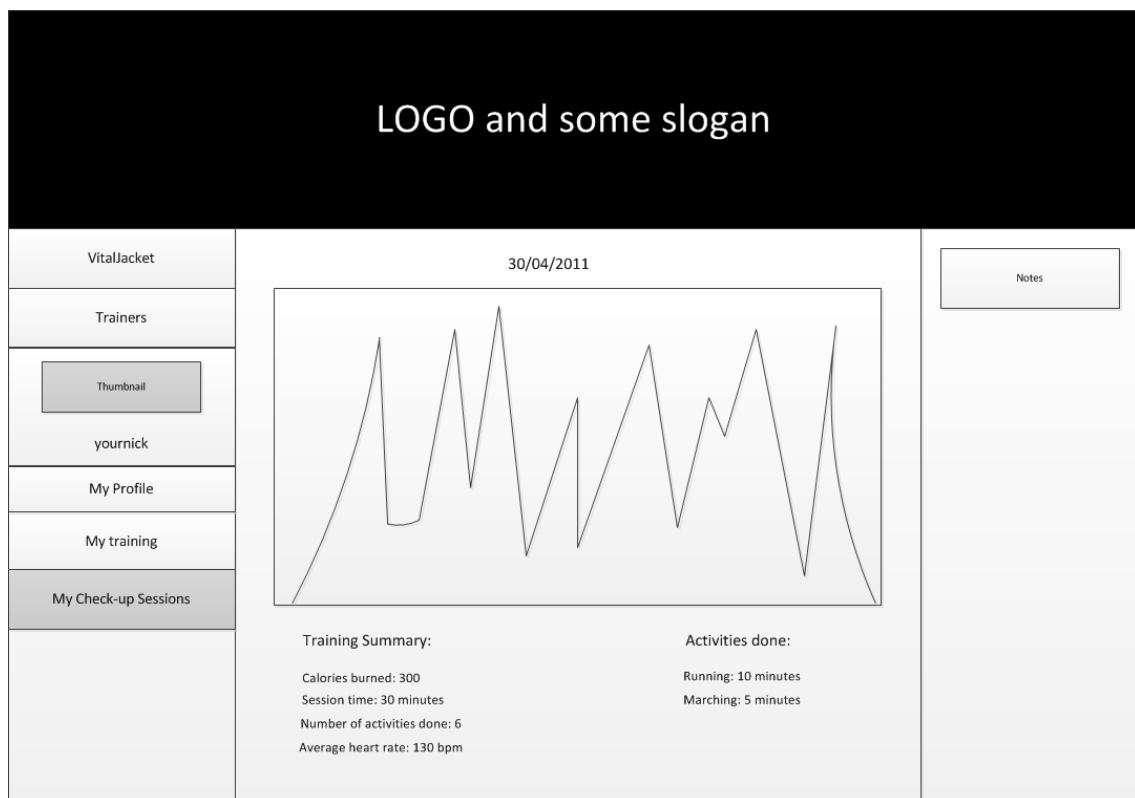 LOGO and some slogan
VitalJacket
Trainers
Thumbnail
yournick
My Profile
My training
My Check-up Sessions
30/04/2011
Training Summary:
Calories burned: 300
Session time: 30 minutes
Number of activities done: 6
Average heart rate: 130 bpm
Activities done:
Running: 10 minutes
Marching: 5 minutes
Notes